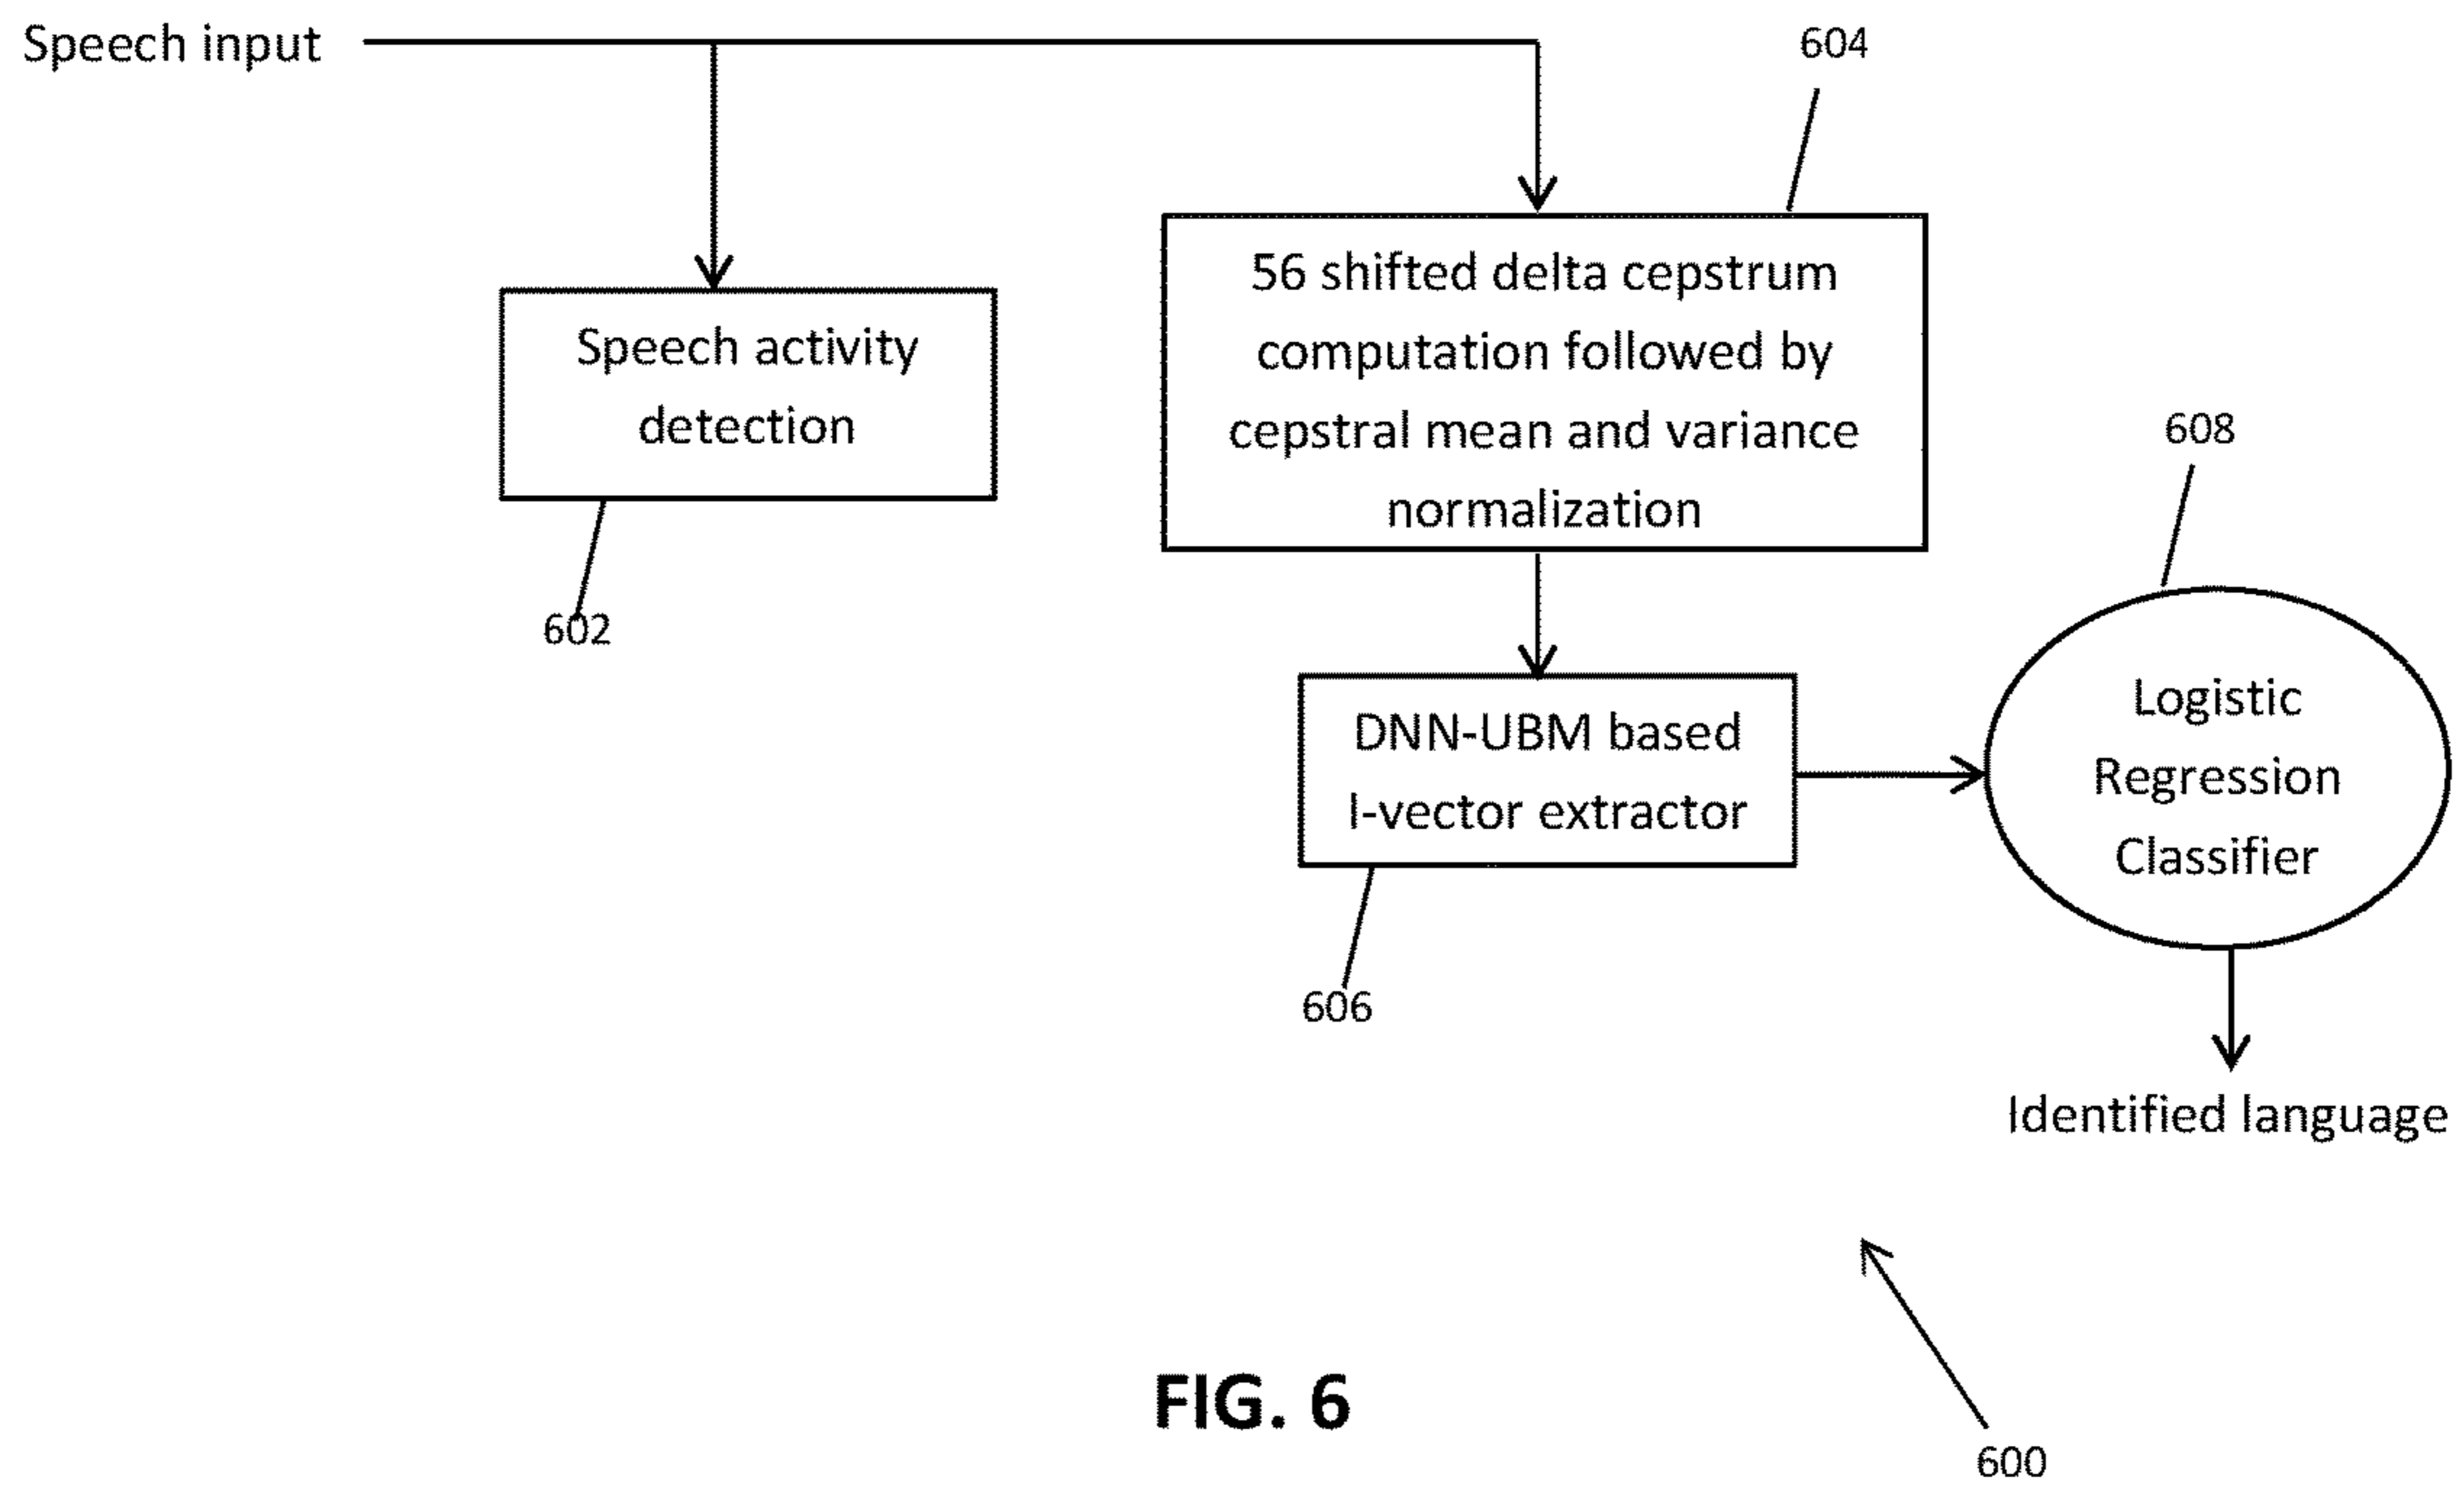 Speech input
604
56 shifted delta cepstrum
computation followed by
cepstral mean and variance
normalization
Speech activity
detection
602
608
DNN-UBM based
I-vector extractor
606
Logistic
Regression
Classifier
Identified language
FIG. 6
600